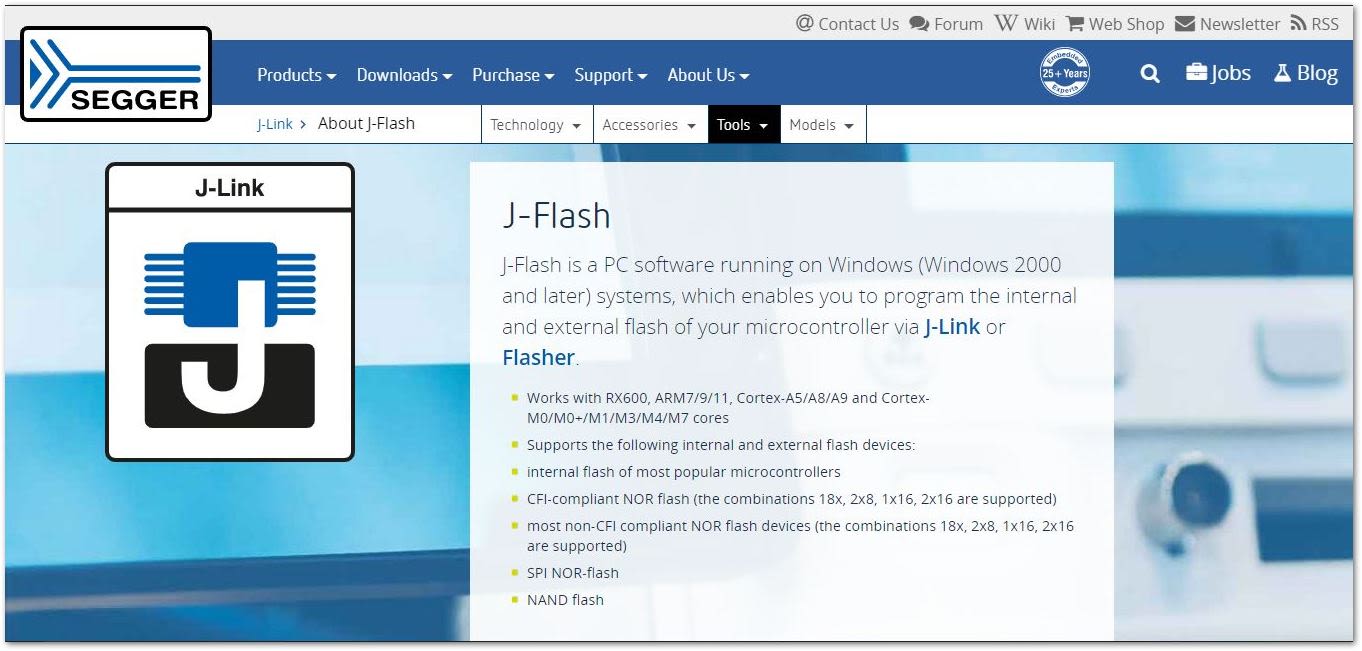 @ Contact Us Forum Wiki Web Shop Newsletter RSS
SEGGER
Products Downloads Purchase Support About Us
Embedded
25+ Years
Experts
Jobs Blog
J-Link > About J-Flash
Technology Accessories Tools Models
J-Link
J
J-Flash
J-Flash is a PC software running on Windows (Windows 2000
and later) systems, which enables you to program the internal
and external flash of your microcontroller via J-Link or
Flasher.
Works with RX600, ARM7/9/11, Cortex-A5/A8/A9 and Cortex-
M0/M0+/M1/M3/M4/M7 cores
Supports the following internal and external flash devices:
internal flash of most popular microcontrollers
CFI-compliant NOR flash (the combinations 18x, 2x8, 1x16, 2x16 are supported)
most non-CFI compliant NOR flash devices (the combinations 18x, 2x8, 1x16, 2x16
are supported)
SPI NOR-flash
NAND flash